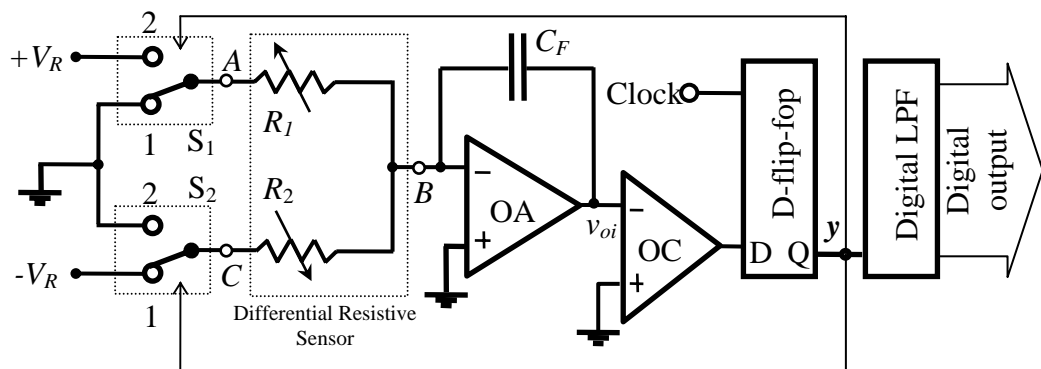 2
+V_R
A
1
S_1
R_1
C_F
Clock
D-flip-fop
D
Q
y
Digital LPF
Digital
output
−
+
OA
B
v_oi
−
+
OC
2
S_2
R_2
-V_R
1
C
Differential Resistive
Sensor